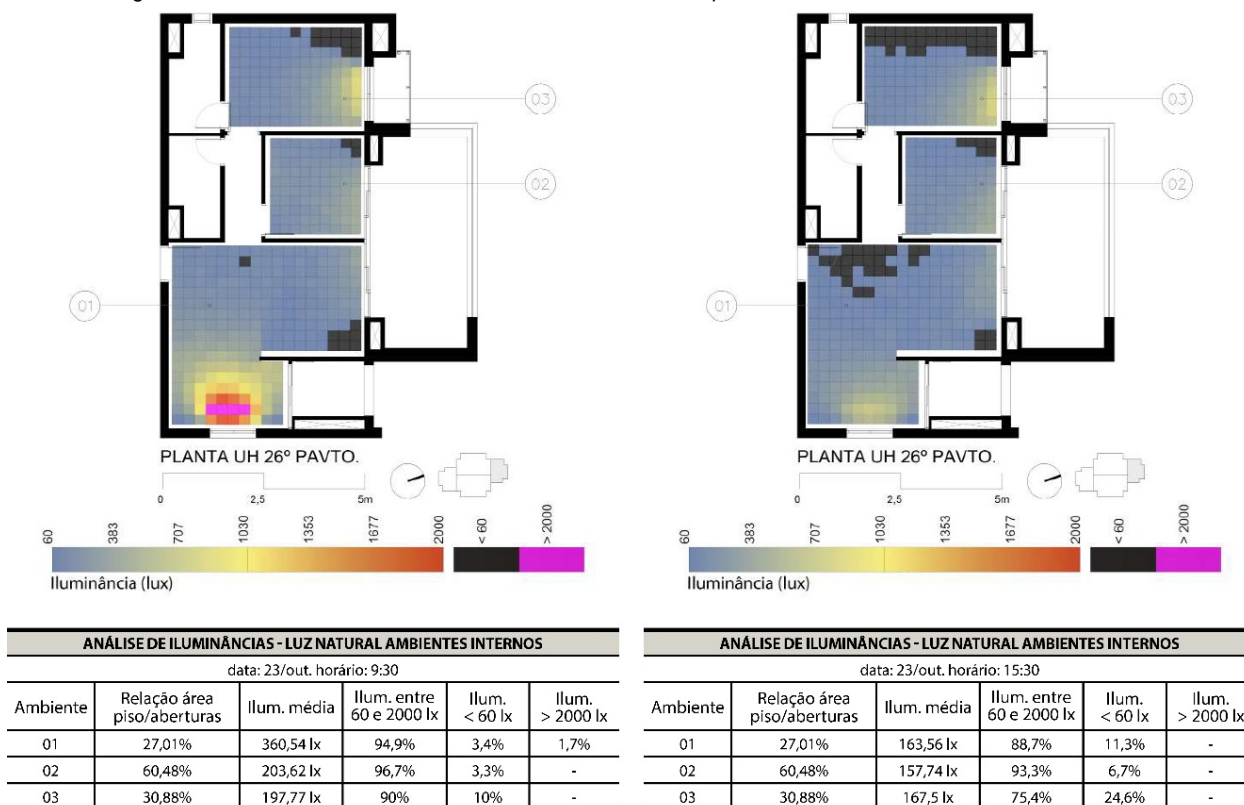 03
02
01
PLANTA UH 26º PAVTO.
0 2,5 5m
60 383 707 1030 1353 1677 2000 < 60 > 2000
Iluminância (lux)
ANÁLISE DE ILUMINÂNCIAS - LUZ NATURAL AMBIENTES INTERNOS
data: 23/out. horário: 9:30
Ambiente Relação área piso/aberturas Ilum. média Ilum. entre 60 e 2000 lx Ilum. < 60 lx Ilum. > 2000 lx
01 27,01% 360,54 lx 94,9% 3,4% 1,7%
02 60,48% 203,62 lx 96,7% 3,3% -
03 30,88% 197,77 lx 90% 10% -
03
02
01
PLANTA UH 26º PAVTO.
0 2,5 5m
60 383 707 1030 1353 1677 2000 < 60 > 2000
Iluminância (lux)
ANÁLISE DE ILUMINÂNCIAS - LUZ NATURAL AMBIENTES INTERNOS
data: 23/out. horário: 15:30
Ambiente Relação área piso/aberturas Ilum. média Ilum. entre 60 e 2000 lx Ilum. < 60 lx Ilum. > 2000 lx
01 27,01% 163,56 lx 88,7% 11,3% -
02 60,48% 157,74 lx 93,3% 6,7% -
03 30,88% 167,5 lx 75,4% 24,6% -